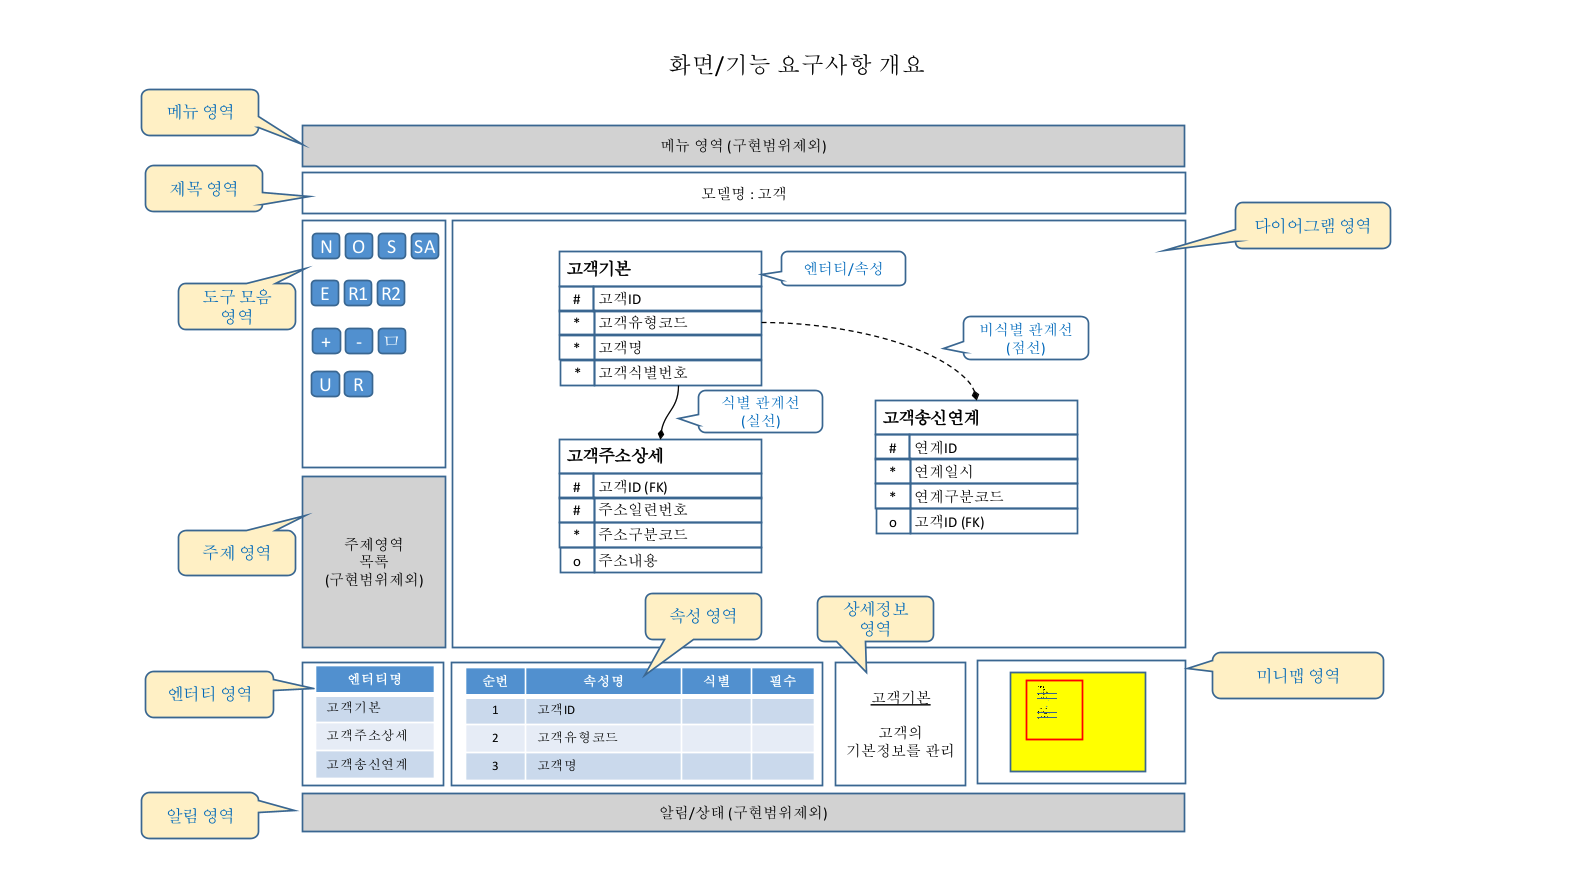 화면/기능 요구사항 개요
메뉴 영역
메뉴 영역 (구현범위제외)
제목 영역
모델명 : 고객
다이어그램 영역
도구 모음
영역
N O S SA
E R1 R2
+ - ㅁ
U R
고객기본
# 고객ID
* 고객유형코드
* 고객명
* 고객식별번호
엔터티/속성
비식별 관계선
(점선)
식별 관계선
(실선)
고객주소상세
# 고객ID (FK)
# 주소일련번호
* 주소구분코드
o 주소내용
고객송신연계
# 연계ID
* 연계일시
* 연계구분코드
o 고객ID (FK)
주제 영역
주제영역
목록
(구현범위제외)
속성 영역
상세정보
영역
엔터티 영역
엔터티명
고객기본
고객주소상세
고객송신연계
순번 속성명 식별 필수
1 고객ID
2 고객유형코드
3 고객명
고객기본
고객의
기본정보를 관리
미니맵 영역
알림 영역
알림/상태 (구현범위제외)